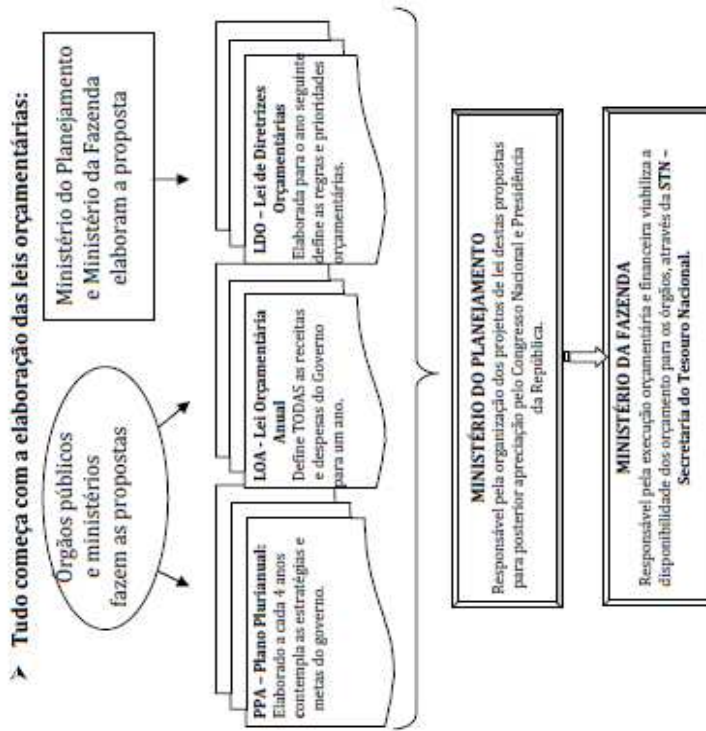 ➢ Tudo começa com a elaboração das leis orçamentárias:
Órgãos públicos
e ministérios
fazem as propostas
Ministério do Planejamento
e Ministério da Fazenda
elaboram a proposta
PPA – Plano Plurianual:
Elaborado a cada 4 anos
contempla as estratégias e
metas do governo.
LOA - Lei Orçamentária
Anual
Define TODAS as receitas
e despesas do Governo
para um ano.
LDO – Lei de Diretrizes
Orçamentárias
Elaborada para o ano seguinte
define as regras e prioridades
orçamentárias.
MINISTÉRIO DO PLANEJAMENTO
Responsável pela organização dos projetos de lei destas propostas
para posterior apreciação pelo Congresso Nacional e Presidência
da República.
MINISTÉRIO DA FAZENDA
Responsável pela execução orçamentária e financeira viabiliza a
disponibilidade dos orçamento para os órgãos, através da STN –
Secretaria do Tesouro Nacional.